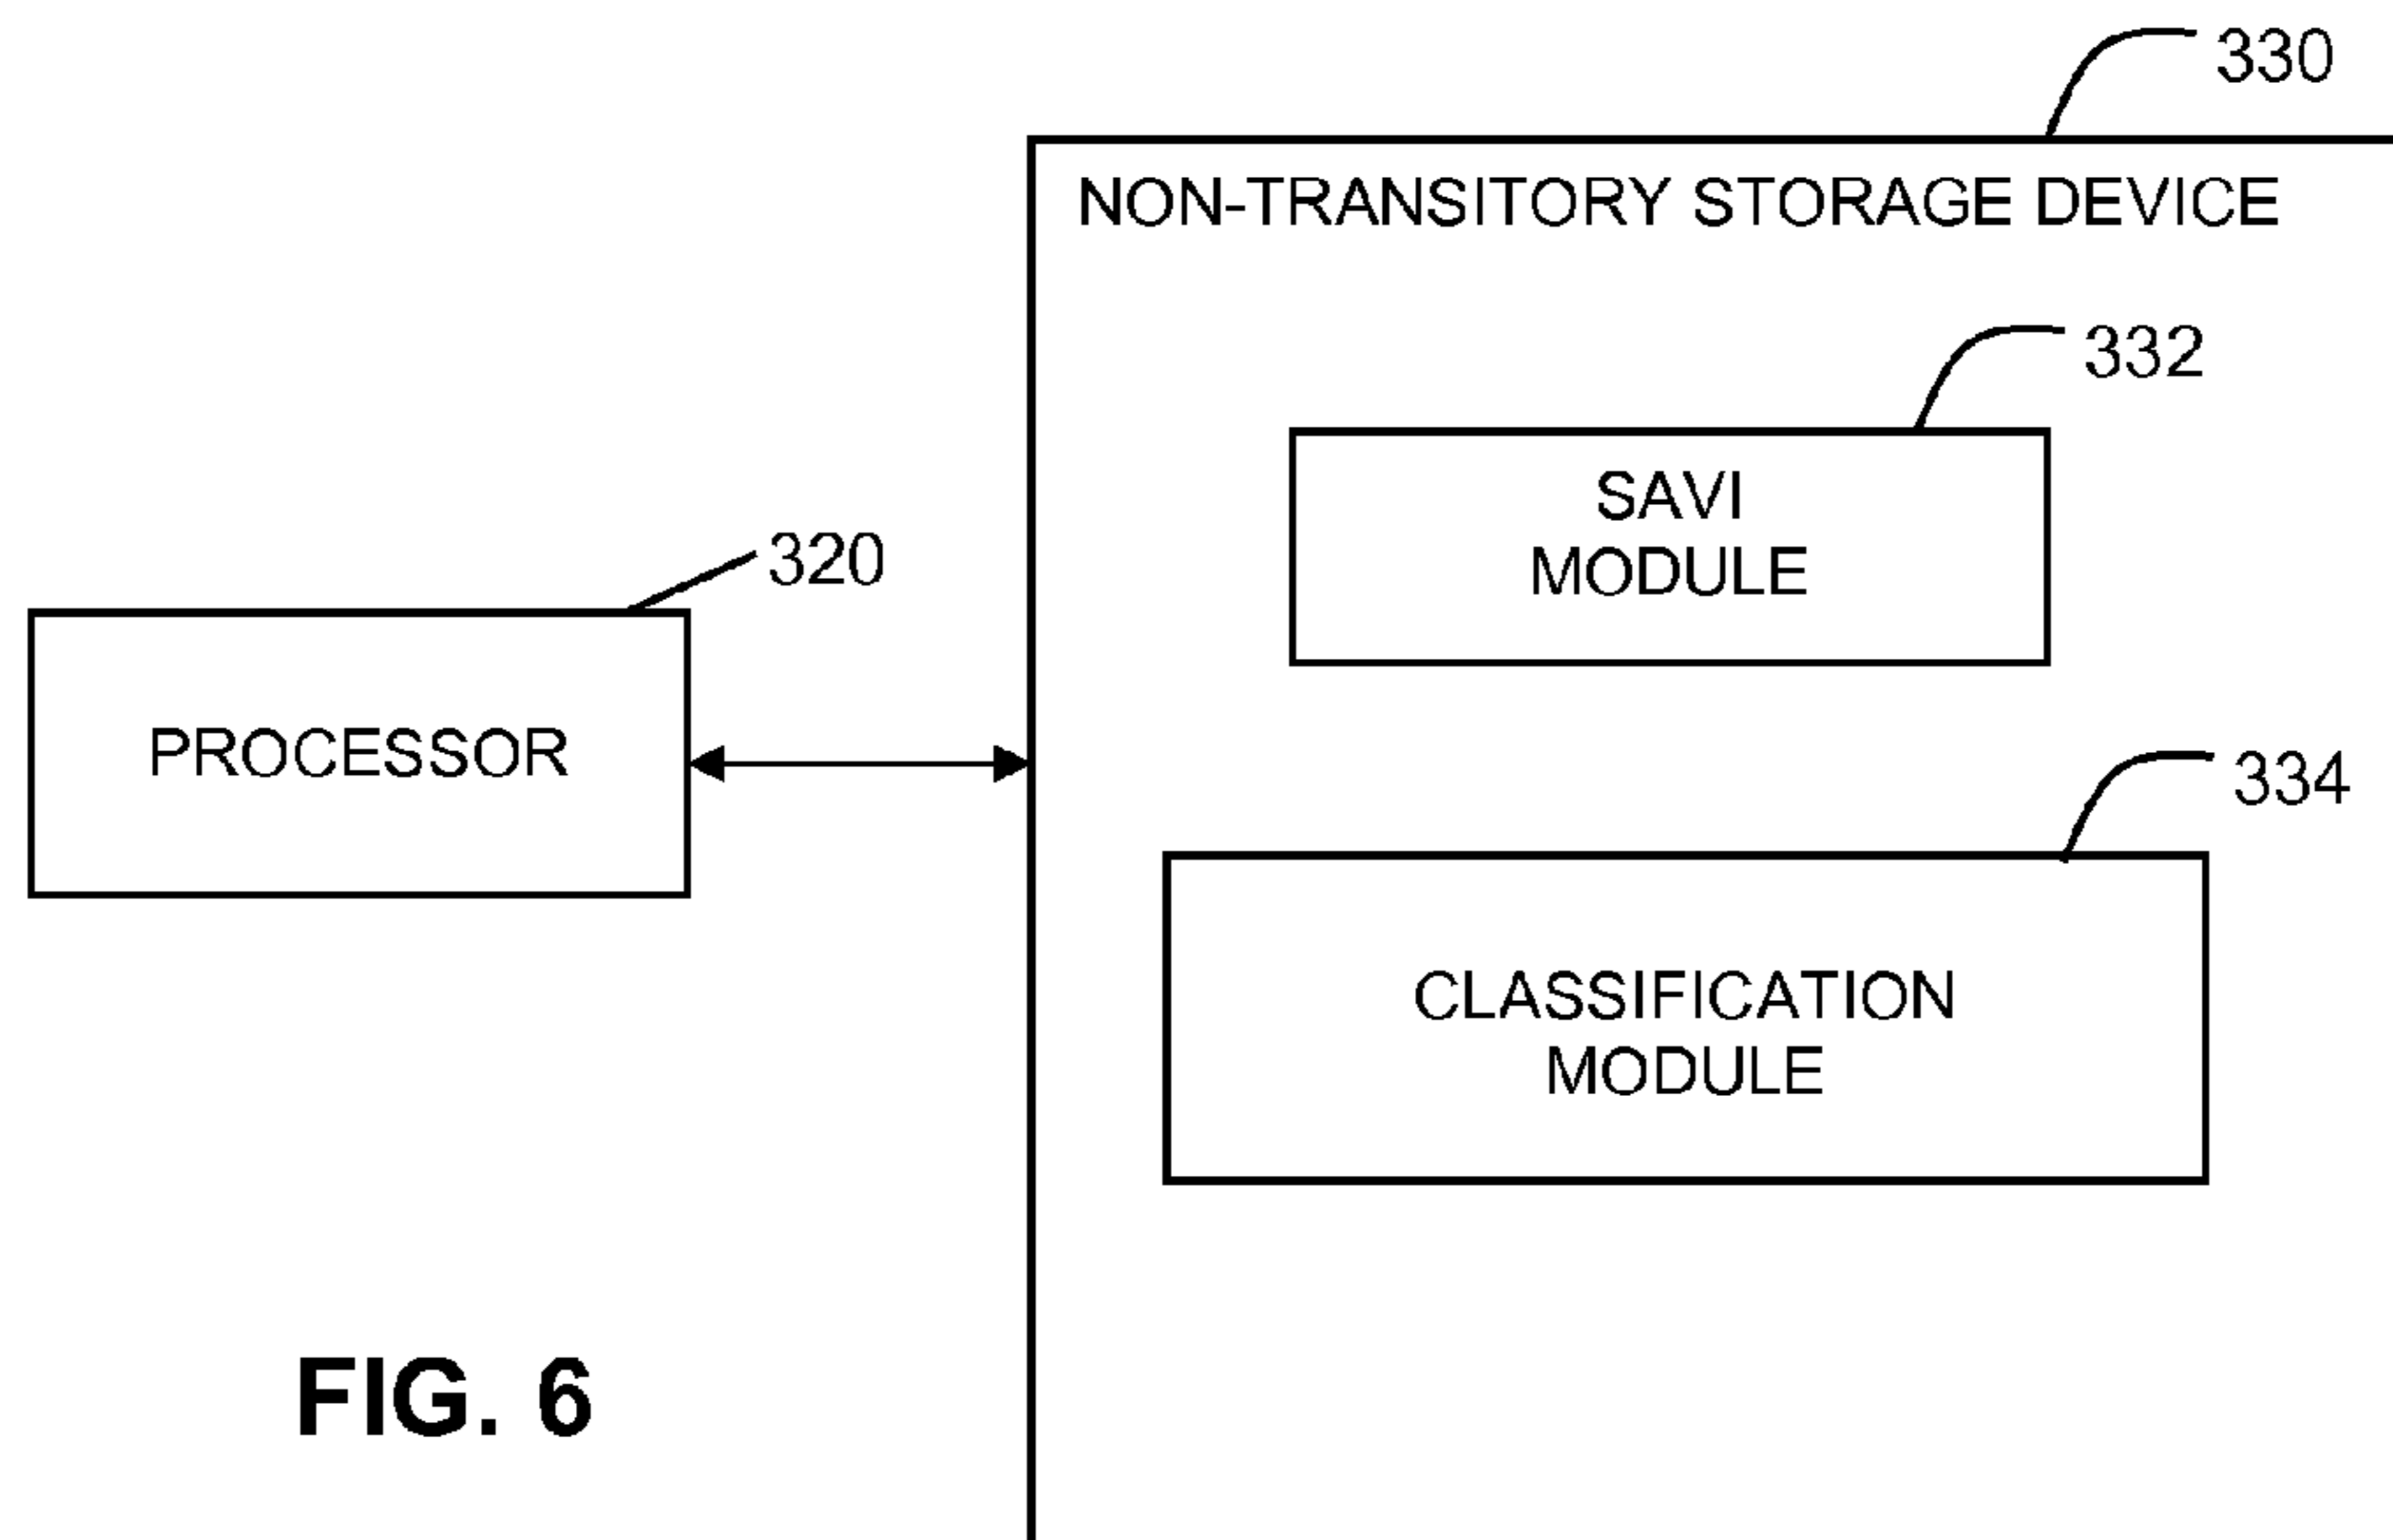 330
NON-TRANSITORY STORAGE DEVICE
332
SAVI
MODULE
320
PROCESSOR
334
CLASSIFICATION
MODULE
FIG. 6